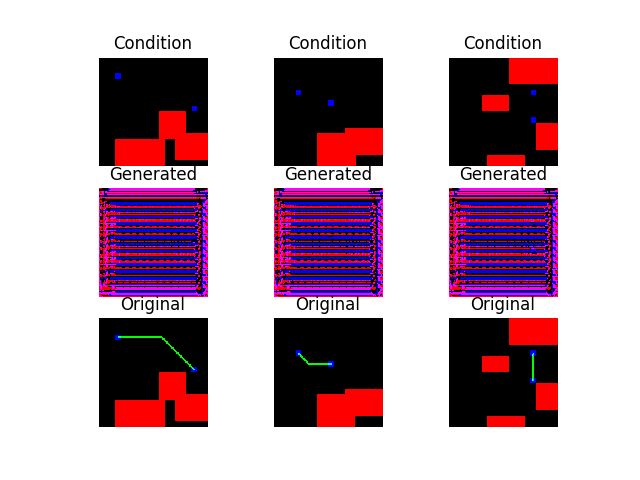 Condition Condition Condition
Generated Generated Generated
Original Original Original